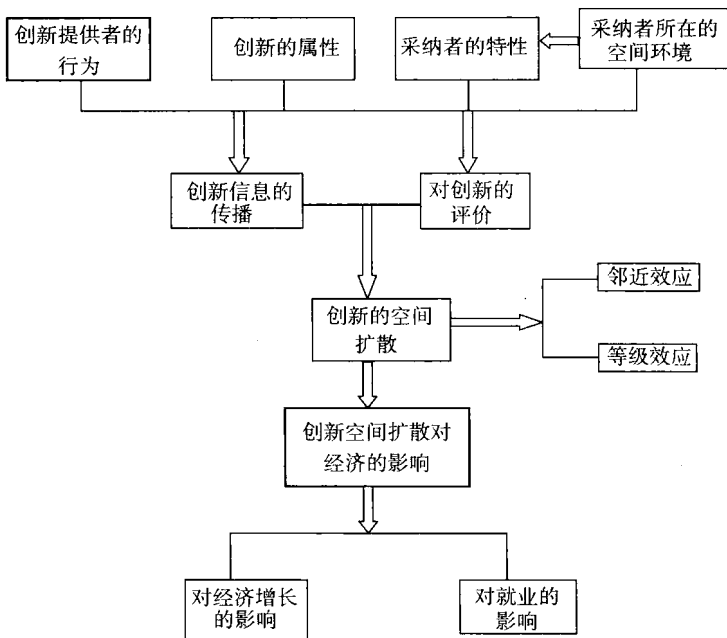 创新提供者的
行为
创新的属性
采纳者的特性
采纳者所在的
空间环境
创新信息的
传播
对创新的
评价
创新的空间
扩散
邻近效应
等级效应
创新空间扩散对
经济的影响
对经济增长
的影响
对就业的
影响